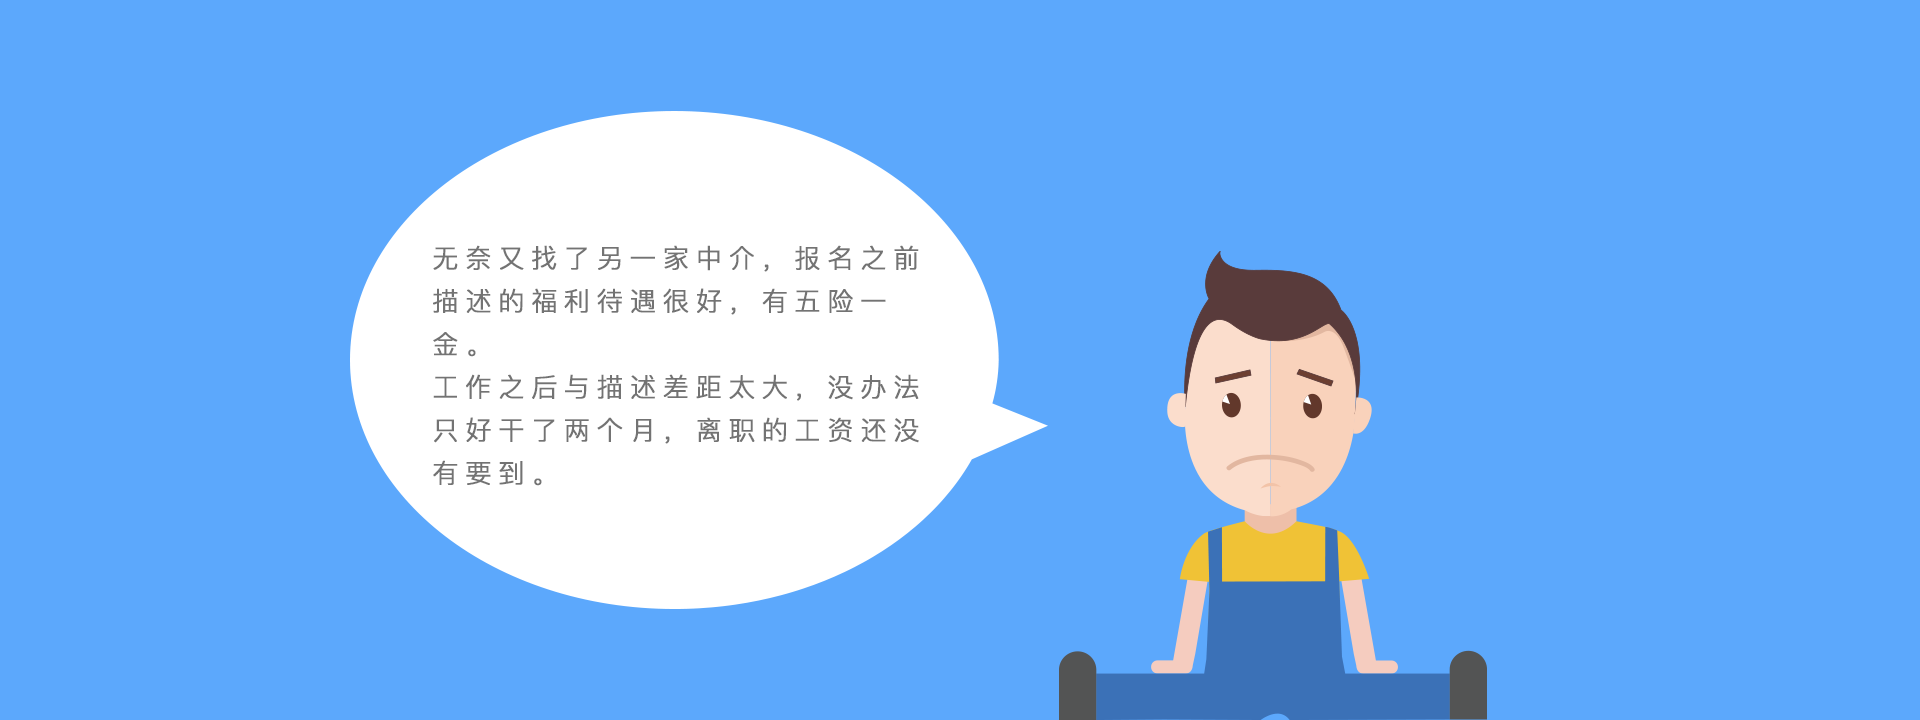 无奈又找了另一家中介，报名之前
描述的福利待遇很好，有五险一
金。
工作之后与描述差距太大，没办法
只好干了两个月，离职的工资还没
有要到。